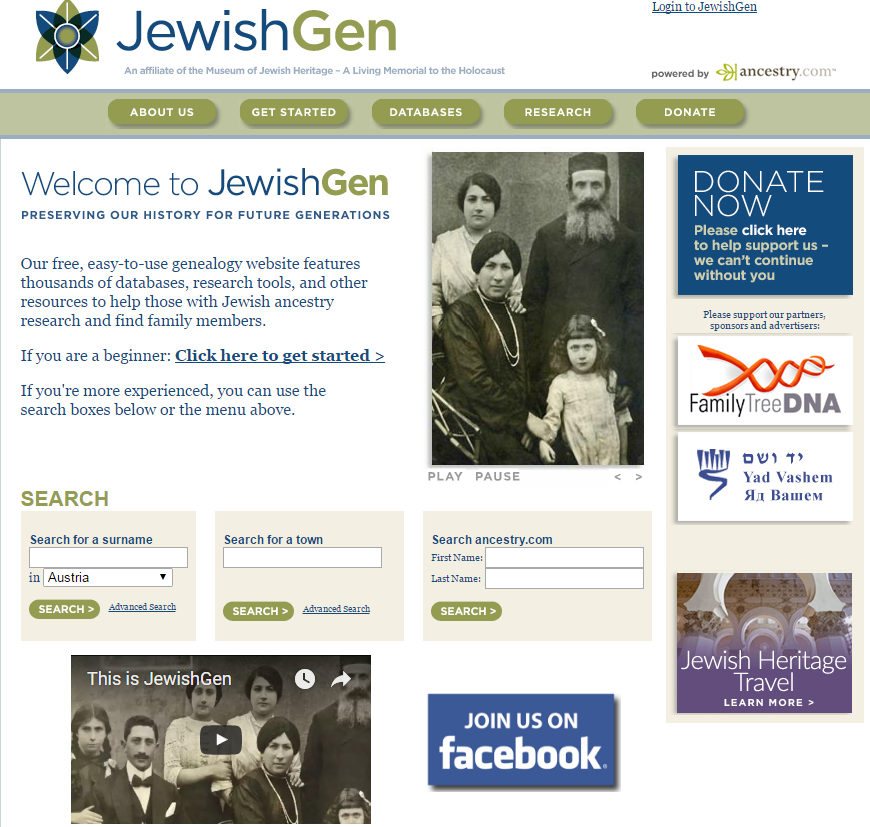 JewishGen
An affiliate of the Museum of Jewish Heritage – A Living Memorial to the Holocaust
Login to JewishGen
powered by ancestry.com
ABOUT US
GET STARTED
DATABASES
RESEARCH
DONATE
Welcome to JewishGen
PRESERVING OUR HISTORY FOR FUTURE GENERATIONS
Our free, easy-to-use genealogy website features
thousands of databases, research tools, and other
resources to help those with Jewish ancestry
research and find family members.
If you are a beginner: Click here to get started >
If you're more experienced, you can use the
search boxes below or the menu above.
PLAY PAUSE < >
DONATE
NOW
Please click here
to help support us –
we can't continue
without you
Please support our partners,
sponsors and advertisers:
FamilyTreeDNA
יד ושם
Yad Vashem
Яд Вашем
Jewish Heritage
Travel
LEARN MORE >
SEARCH
Search for a surname
in Austria
SEARCH > Advanced Search
Search for a town
SEARCH > Advanced Search
Search ancestry.com
First Name:
Last Name:
SEARCH >
This is JewishGen
JOIN US ON
facebook